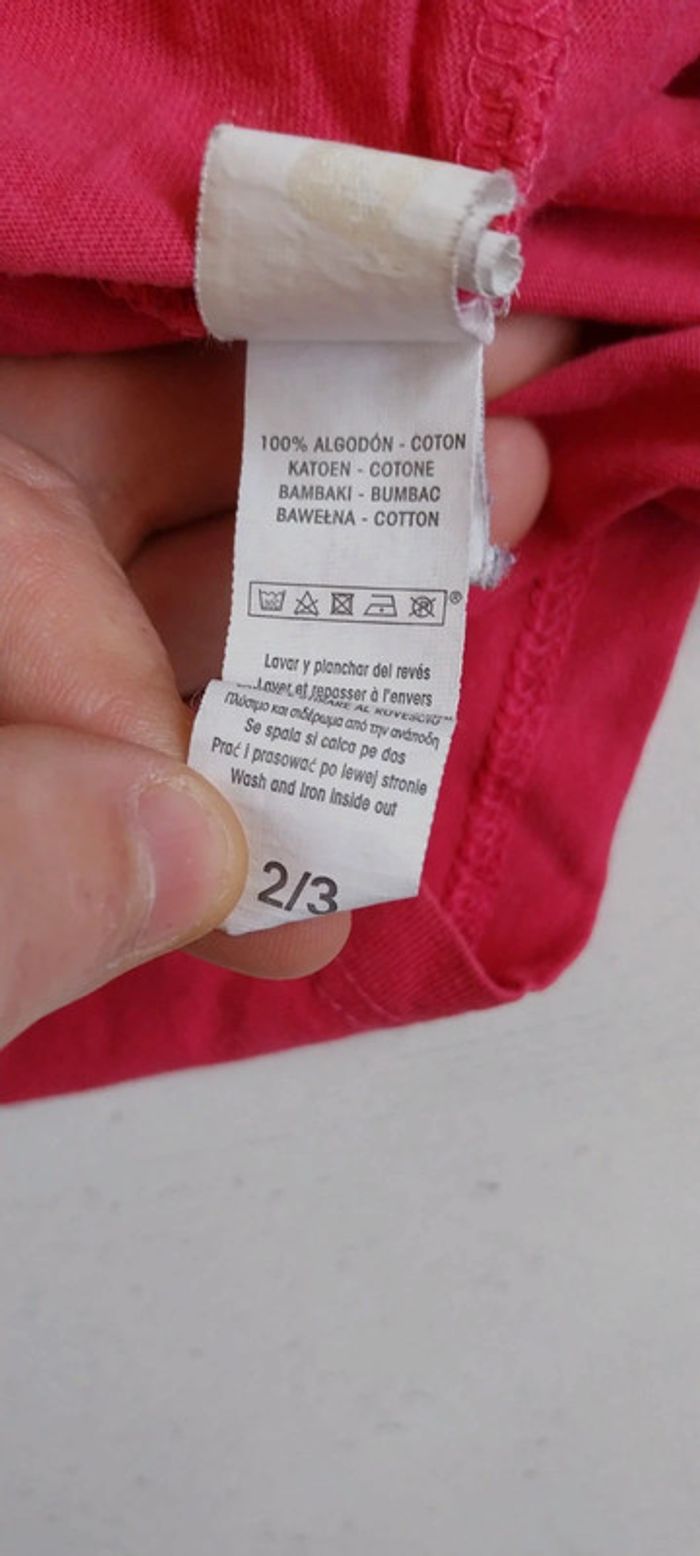 100% ALGODÓN - COTON
KATOEN - COTONE
BAMBAKI - BUMBAC
BAWEŁNA - COTTON
®
Lavar y planchar del revés
Laver et repasser à l'envers
AL ROVESCIO
Πλύσιμο και σιδέρωμα από την ανάποδη
Se spala si calca pe dos
Prać i prasować po lewej stronie
Wash and Iron inside out
2/3